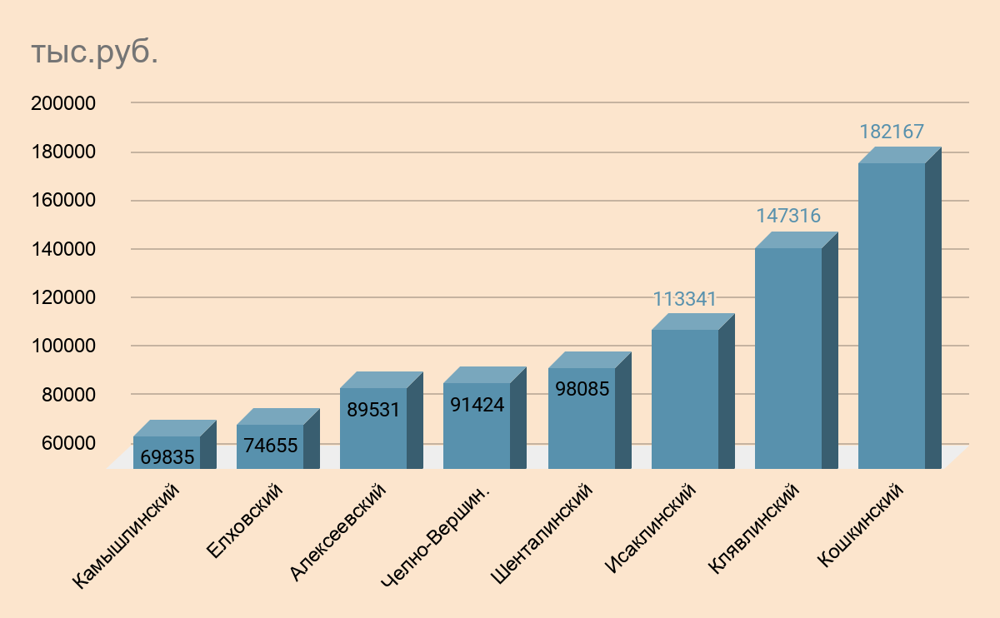 тыс.руб.
200000
180000
160000
140000
120000
100000
80000
60000
69835
74655
89531
91424
98085
113341
147316
182167
Камышлинский
Елховский
Алексеевский
Челно-Вершин.
Шенталинский
Исаклинский
Клявлинский
Кошкинский